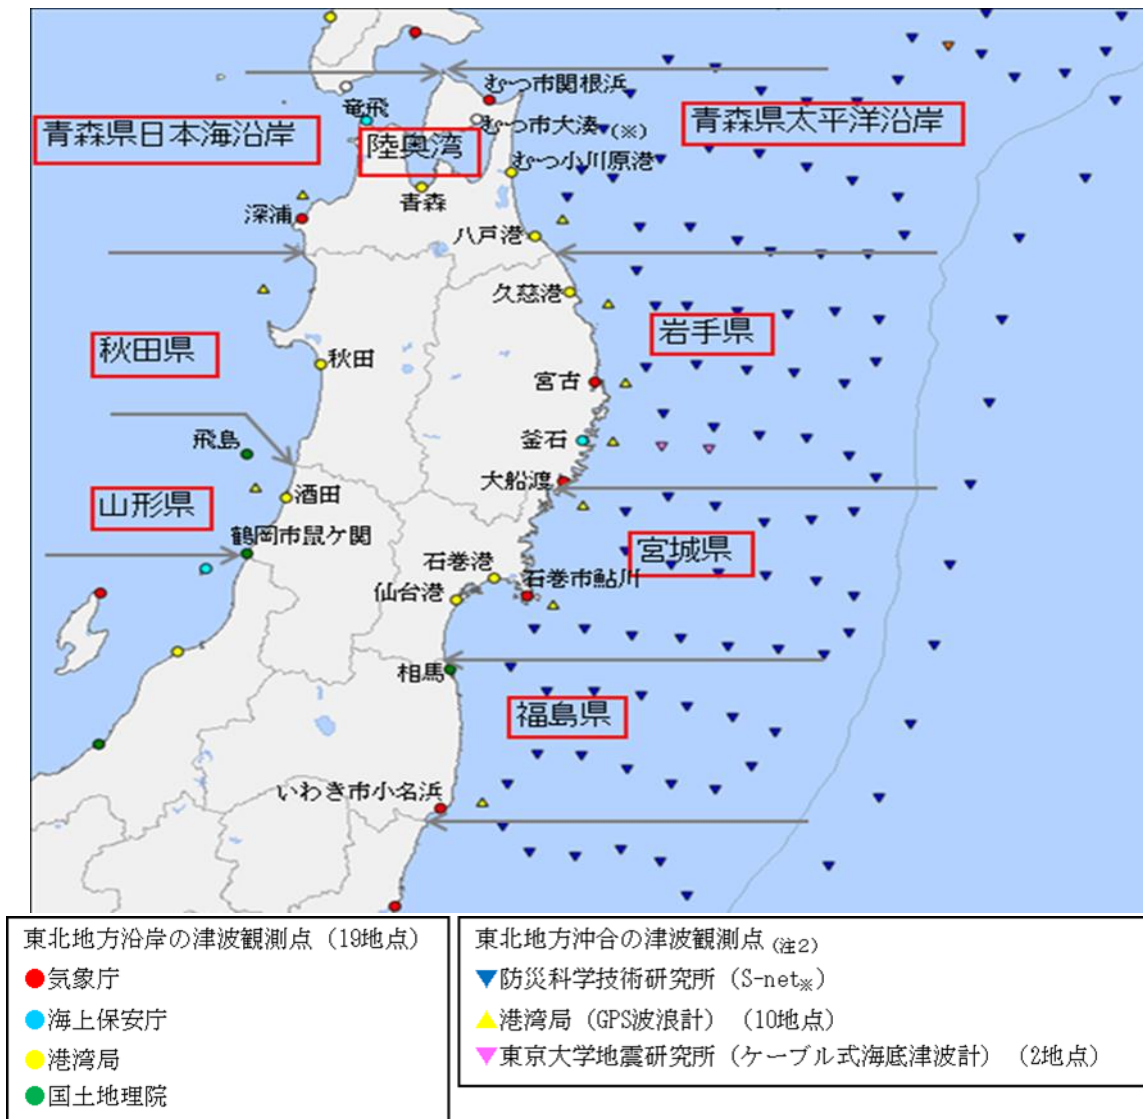 むつ市関根浜
竜飛
青森県日本海沿岸
陸奥湾
むつ市大湊(※)
青森県太平洋沿岸
むつ小川原港
青森
深浦
八戸港
久慈港
岩手県
秋田県
秋田
宮古
飛島
釜石
大船渡
山形県
酒田
鶴岡市鼠ケ関
宮城県
石巻港
石巻市鮎川
仙台港
相馬
福島県
いわき市小名浜
東北地方沿岸の津波観測点（19地点）
●気象庁
●海上保安庁
●港湾局
●国土地理院
東北地方沖合の津波観測点(注2)
▼防災科学技術研究所（S-net※）
▲港湾局（GPS波浪計）（10地点）
▼東京大学地震研究所（ケーブル式海底津波計）（2地点）